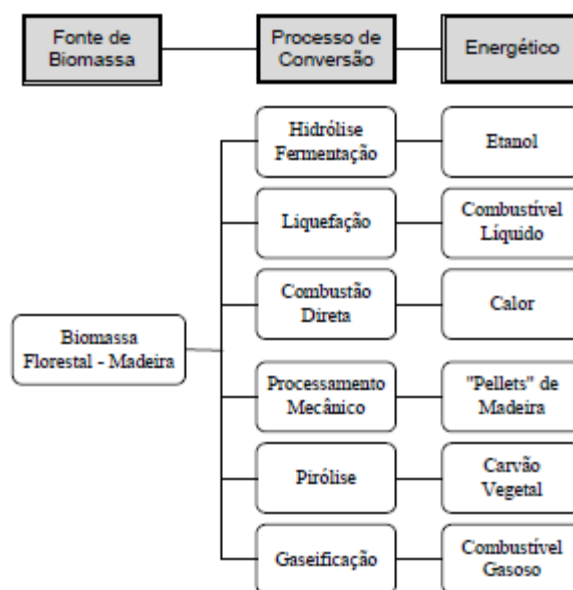 Fonte de
Biomassa
Processo de
Conversão
Energético
Hidrólise
Fermentação
Etanol
Liquefação
Combustível
Líquido
Combustão
Direta
Calor
Biomassa
Florestal - Madeira
Processamento
Mecânico
"Pellets" de
Madeira
Pirólise
Carvão
Vegetal
Gaseificação
Combustível
Gasoso